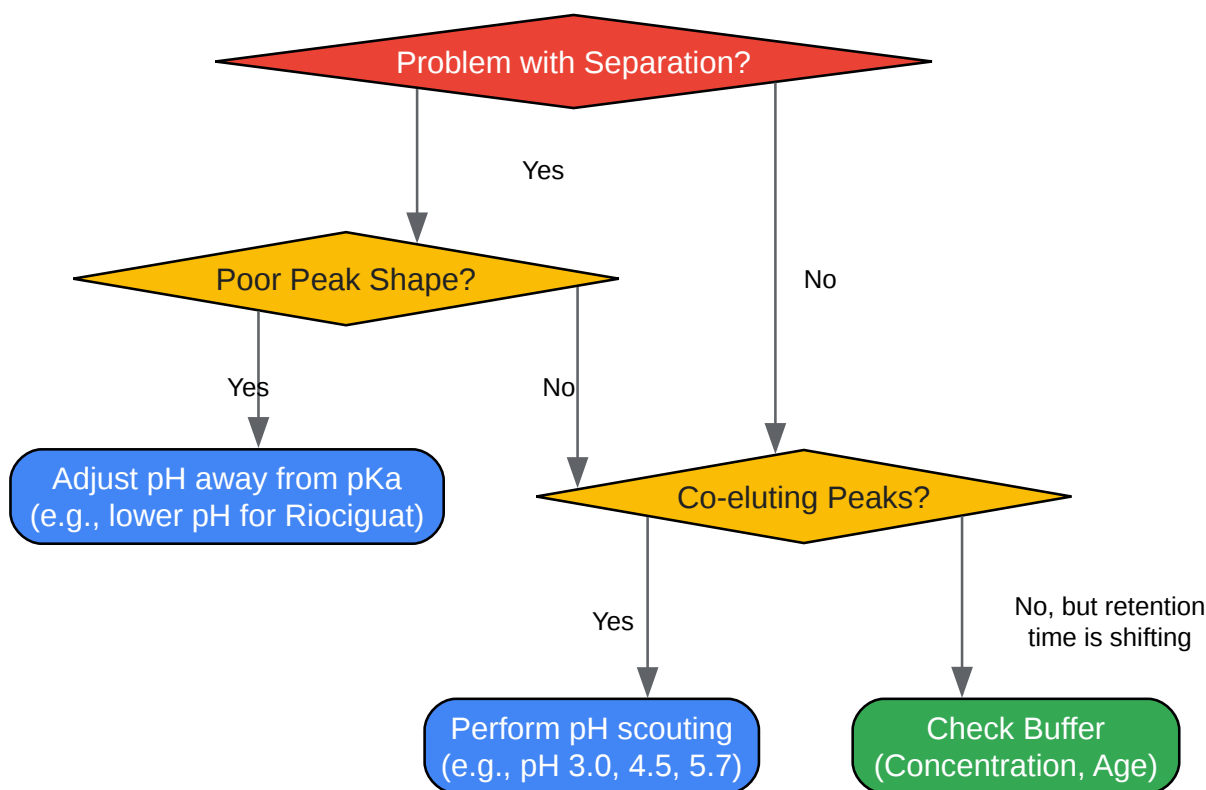 Problem with Separation?
Yes
Poor Peak Shape?
No
Yes
No
Adjust pH away from pKa
(e.g., lower pH for Riociguat)
Co-eluting Peaks?
Yes
No, but retention
time is shifting
Perform pH scouting
(e.g., pH 3.0, 4.5, 5.7)
Check Buffer
(Concentration, Age)